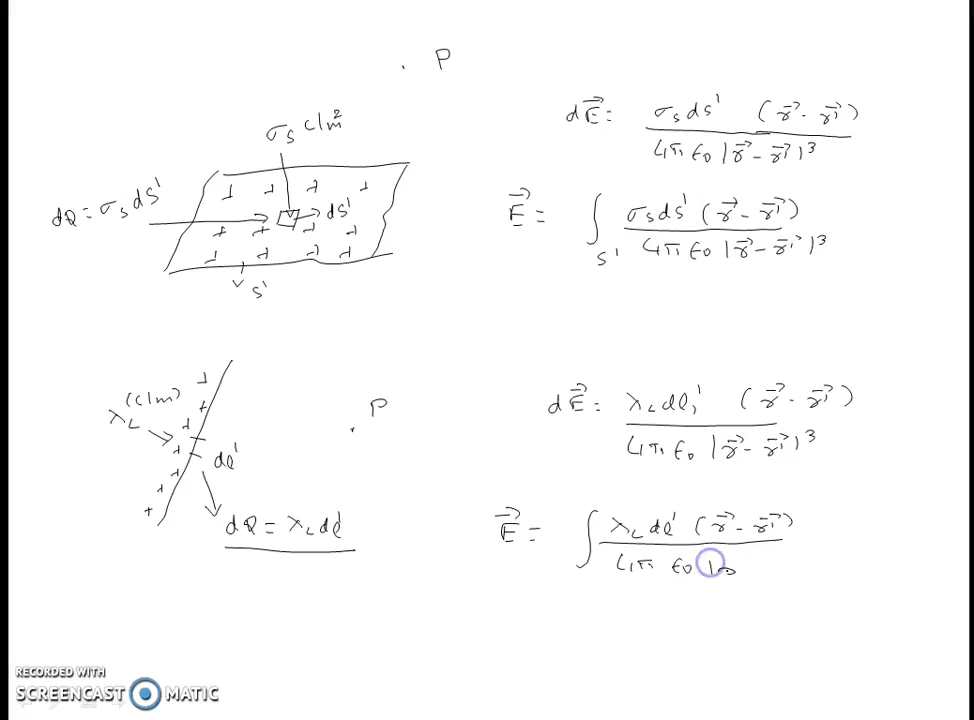 . P
σs C/m²
dE⃗ = σs ds' (r⃗ - r⃗') / 4π ε0 |r⃗ - r⃗'|³
dQ = σs ds'
ds'
E⃗ = ∫s' σs ds' (r⃗ - r⃗') / 4π ε0 |r⃗ - r⃗'|³
s'
(C/m)
λL
. P
dE⃗ = λL dl' (r⃗ - r⃗') / 4π ε0 |r⃗ - r⃗'|³
dl'
dQ = λL dl'
E⃗ = ∫ λL dl' (r⃗ - r⃗') / 4π ε0 |
RECORDED WITH
SCREENCAST MATIC